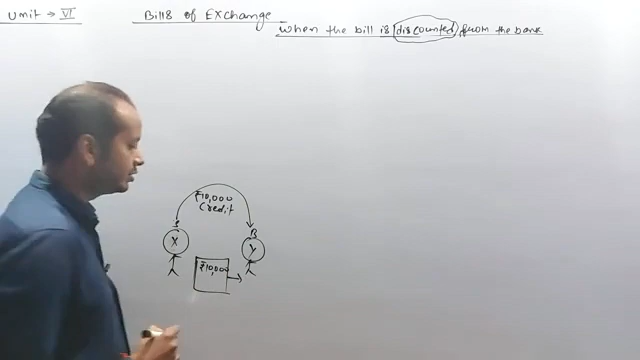 Unit → VI
Bills of Exchange
When the bill is discounted from the bank
₹10,000
Credit
S
B
X
Y
₹10,000